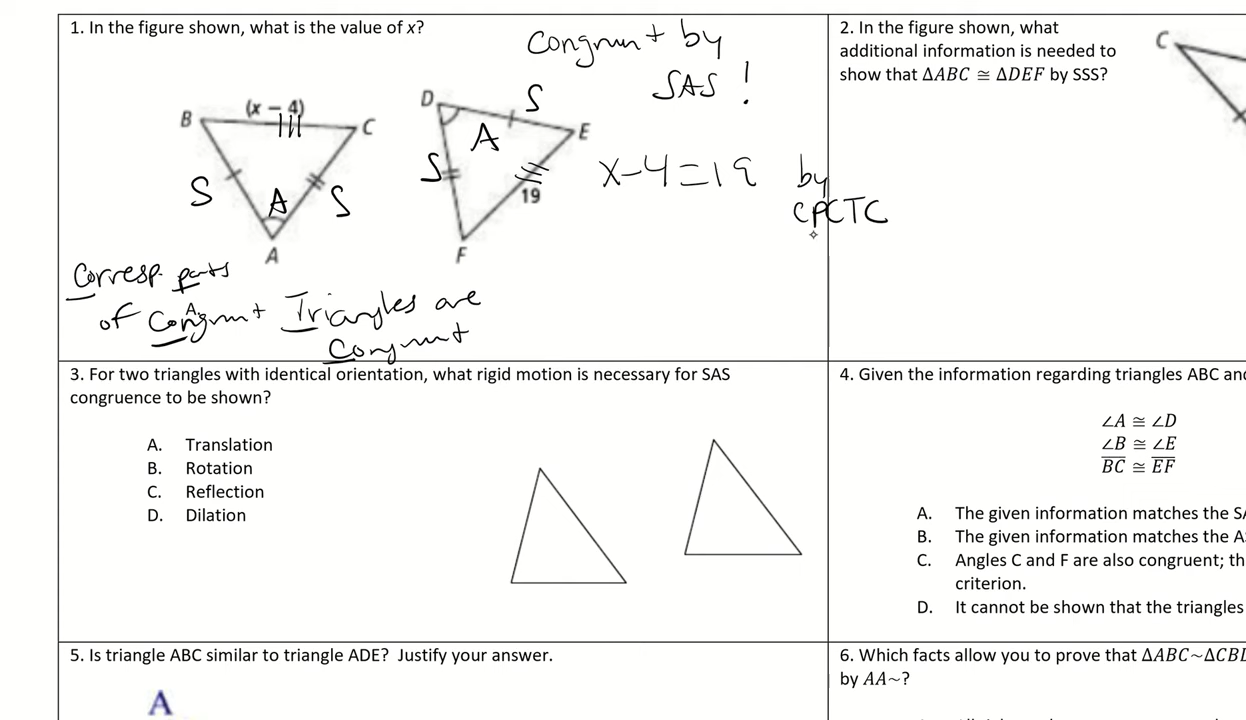 1. In the figure shown, what is the value of x?
Congrun+ by
SAS !
(x – 4)
B
C
S
A
S
A
D
S
E
A
S
19
F
x-4=19 by
CPCTC
Corresp. parts
of Congrunt Triangles are
A
Congrunt
2. In the figure shown, what
additional information is needed to
show that ΔABC ≅ ΔDEF by SSS?
C
3. For two triangles with identical orientation, what rigid motion is necessary for SAS
congruence to be shown?
A. Translation
B. Rotation
C. Reflection
D. Dilation
4. Given the information regarding triangles ABC and
∠A ≅ ∠D
∠B ≅ ∠E
BC ≅ EF
A. The given information matches the SA
B. The given information matches the A
C. Angles C and F are also congruent; th
criterion.
D. It cannot be shown that the triangles
5. Is triangle ABC similar to triangle ADE? Justify your answer.
A
6. Which facts allow you to prove that ΔABC~ΔCBD
by AA~?